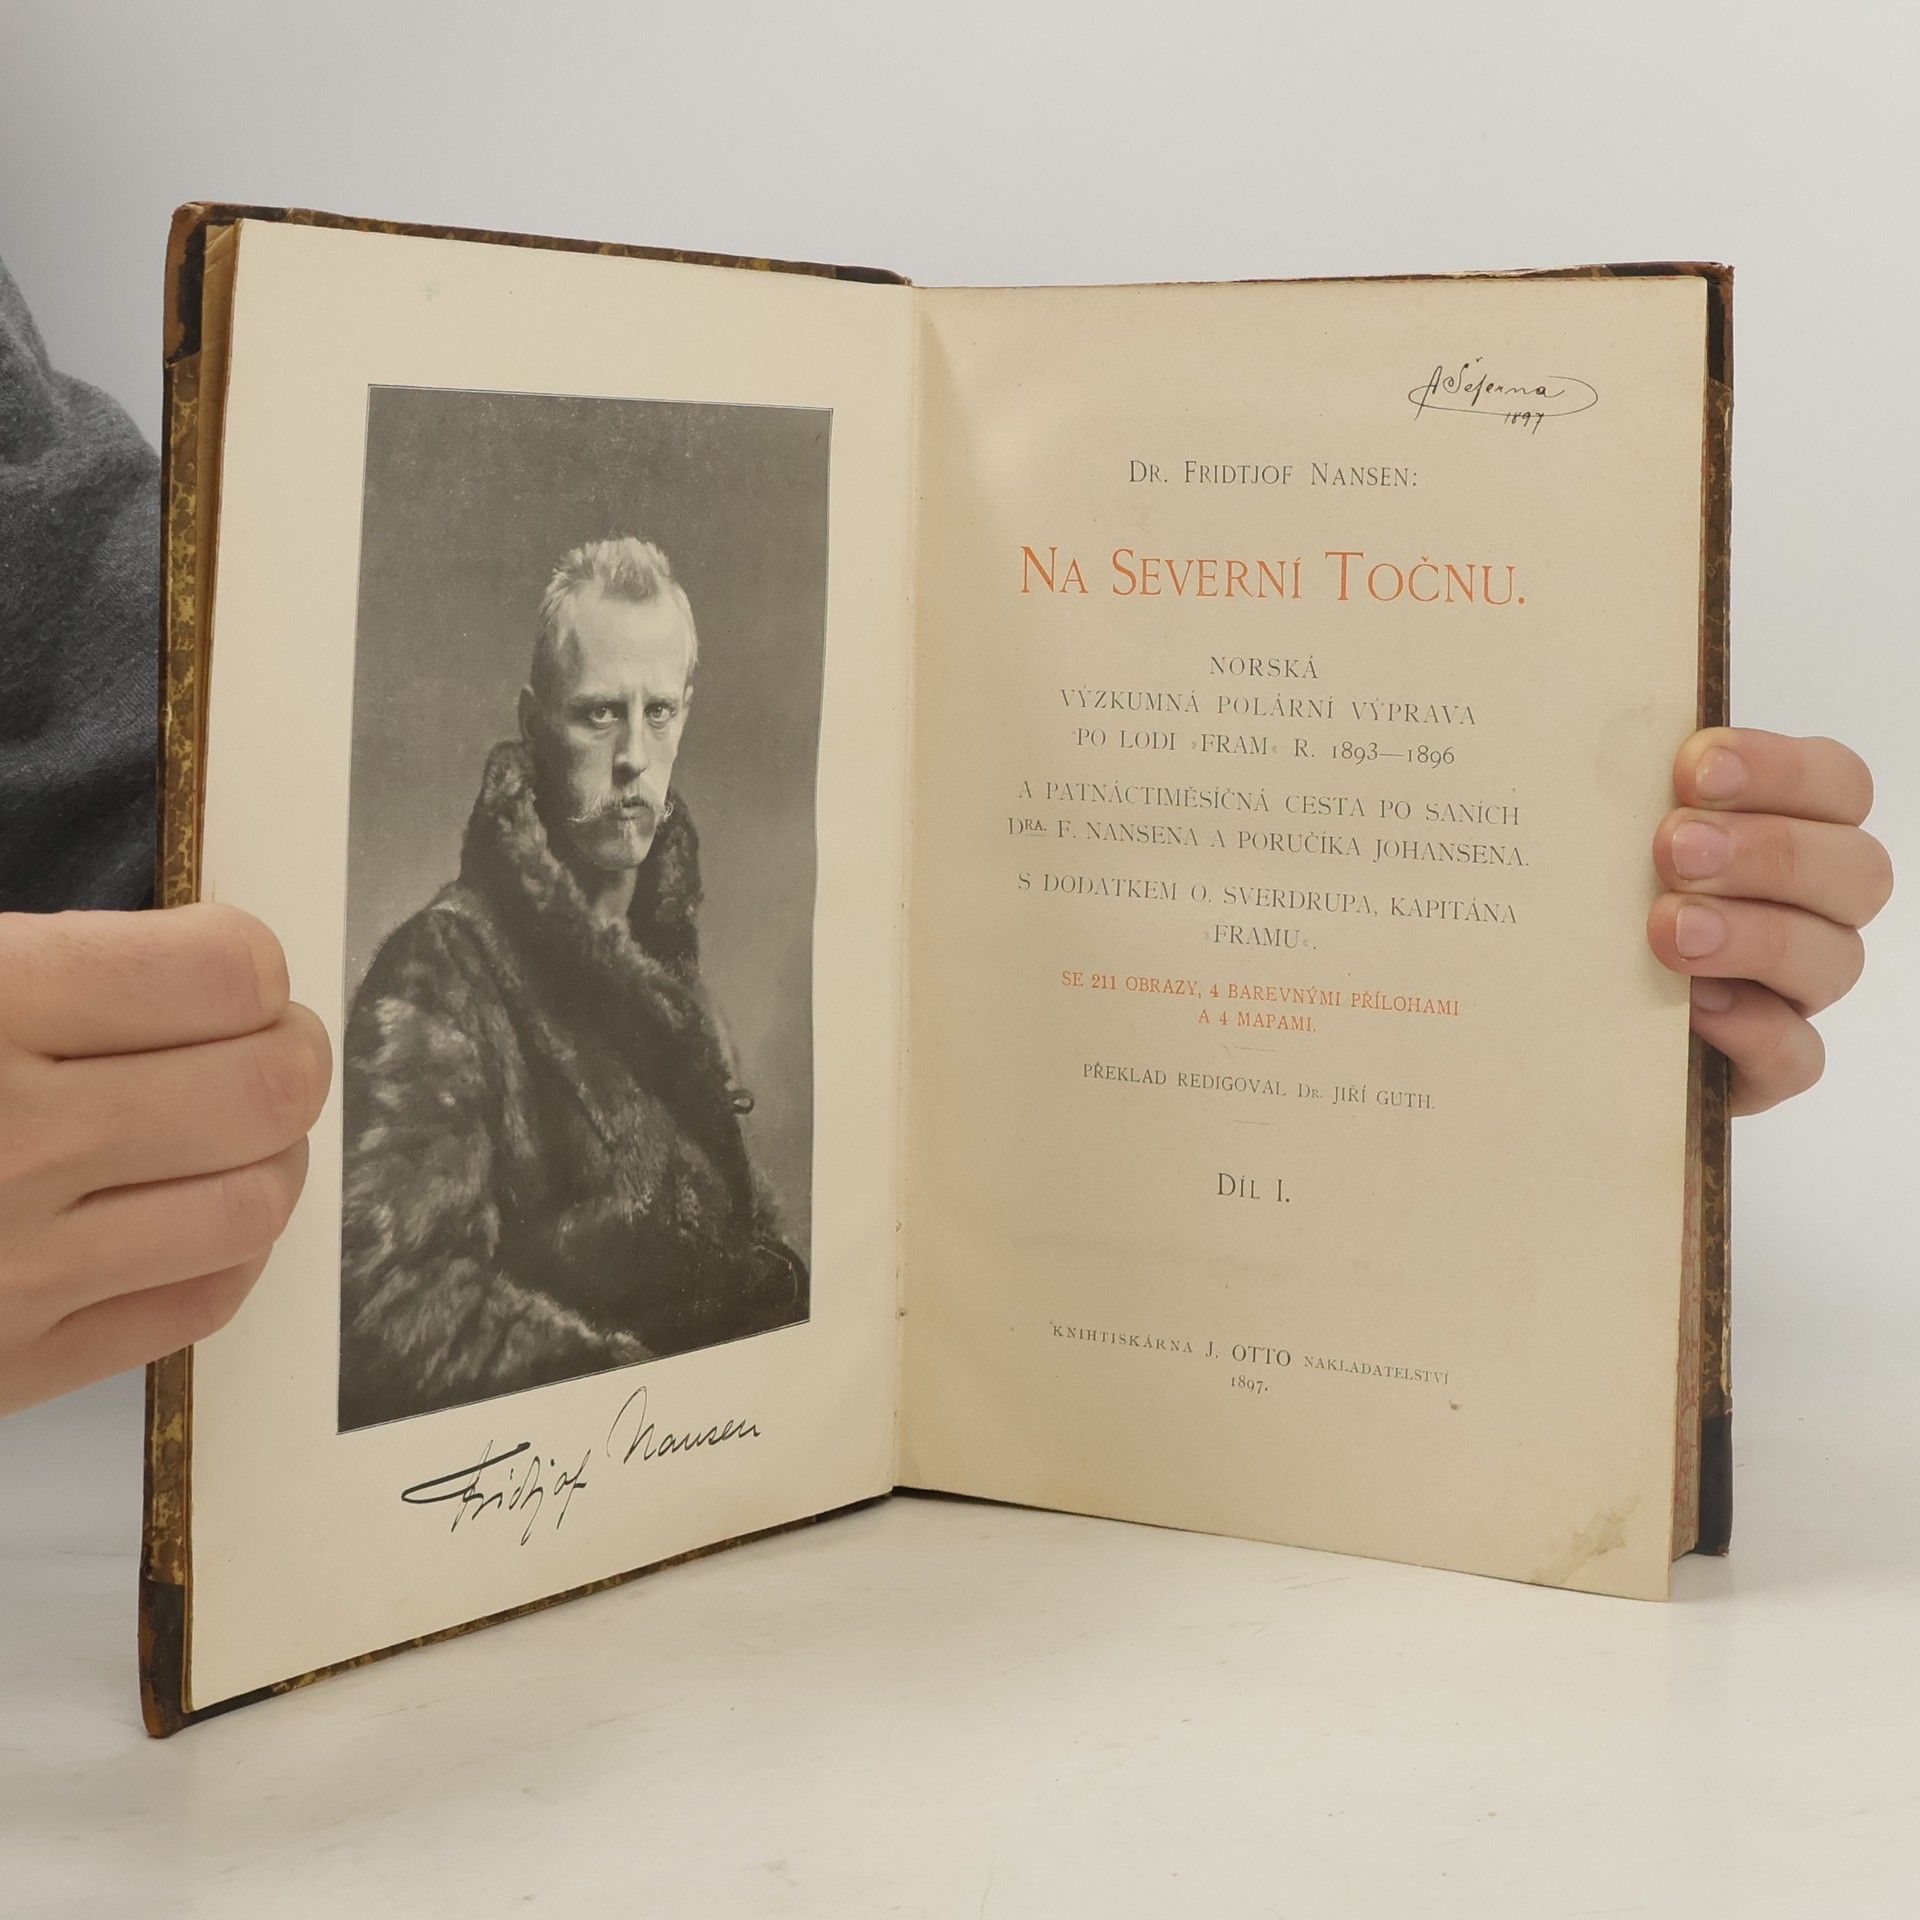 Fridtjof Nansen
A Šeferna
1897
DR. FRIDTJOF NANSEN:
NA SEVERNÍ TOČNU.
NORSKÁ
VÝZKUMNÁ POLÁRNÍ VÝPRAVA
PO LODI »FRAM« R. 1893—1896
A PATNÁCTIMĚSÍČNÁ CESTA PO SANÍCH
DRA. F. NANSENA A PORUČÍKA JOHANSENA.
S DODATKEM O. SVERDRUPA, KAPITÁNA
»FRAMU«.
SE 211 OBRAZY, 4 BAREVNÝMI PŘÍLOHAMI
A 4 MAPAMI.
PŘEKLAD REDIGOVAL DR. JIŘÍ GUTH.
DÍL I.
KNIHTISKÁRNA J. OTTO NAKLADATELSTVÍ
1897.